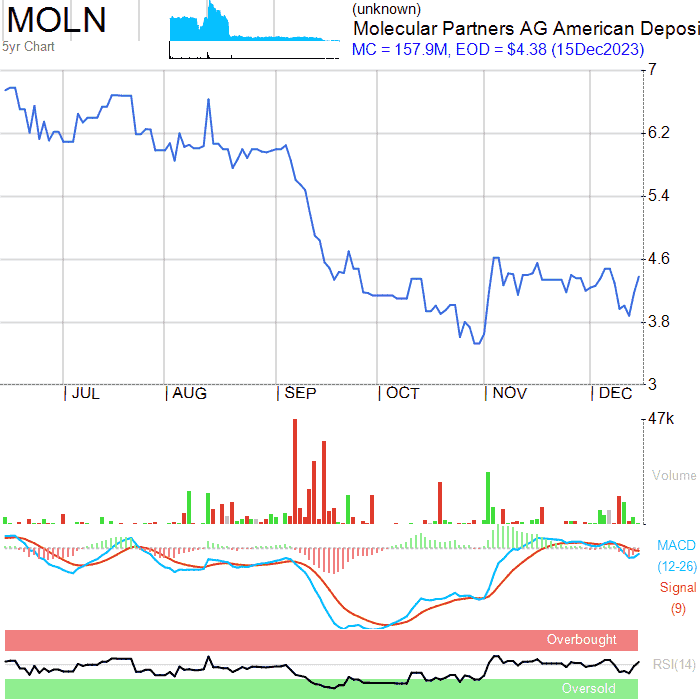 MOLN
5yr Chart
(unknown)
Molecular Partners AG American Deposi
MC = 157.9M, EOD = $4.38 (15Dec2023)
7
6.2
5.4
4.6
3.8
3
JUL AUG SEP OCT NOV DEC
47k
Volume
MACD
(12-26)
Signal
(9)
Overbought
RSI(14)
Oversold